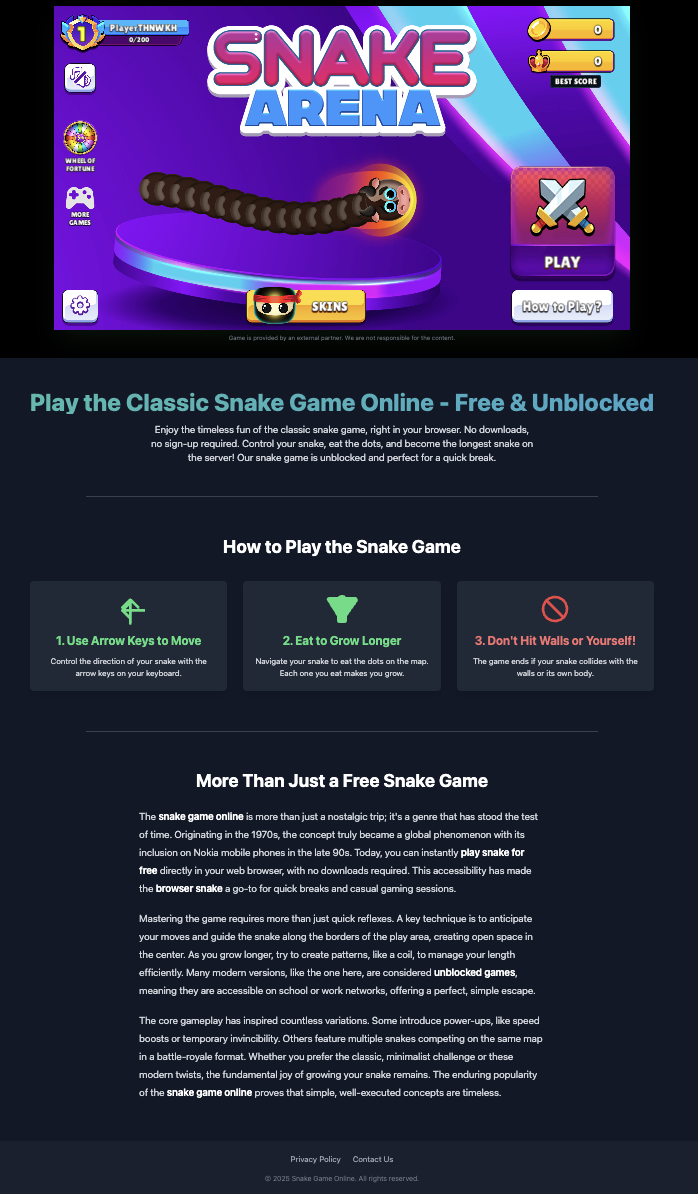 1
PlayerTHNWKH
0/200
SNAKE
ARENA
0
0
BEST SCORE
WHEEL OF
FORTUNE
MORE
GAMES
PLAY
SKINS
How to Play?
Game is provided by an external partner. We are not responsible for the content.
Play the Classic Snake Game Online - Free & Unblocked
Enjoy the timeless fun of the classic snake game, right in your browser. No downloads,
no sign-up required. Control your snake, eat the dots, and become the longest snake on
the server! Our snake game is unblocked and perfect for a quick break.
How to Play the Snake Game
1. Use Arrow Keys to Move
Control the direction of your snake with the
arrow keys on your keyboard.
2. Eat to Grow Longer
Navigate your snake to eat the dots on the map.
Each one you eat makes you grow.
3. Don't Hit Walls or Yourself!
The game ends if your snake collides with the
walls or its own body.
More Than Just a Free Snake Game
The snake game online is more than just a nostalgic trip; it's a genre that has stood the test
of time. Originating in the 1970s, the concept truly became a global phenomenon with its
inclusion on Nokia mobile phones in the late 90s. Today, you can instantly play snake for
free directly in your web browser, with no downloads required. This accessibility has made
the browser snake a go-to for quick breaks and casual gaming sessions.
Mastering the game requires more than just quick reflexes. A key technique is to anticipate
your moves and guide the snake along the borders of the play area, creating open space in
the center. As you grow longer, try to create patterns, like a coil, to manage your length
efficiently. Many modern versions, like the one here, are considered unblocked games,
meaning they are accessible on school or work networks, offering a perfect, simple escape.
The core gameplay has inspired countless variations. Some introduce power-ups, like speed
boosts or temporary invincibility. Others feature multiple snakes competing on the same map
in a battle-royale format. Whether you prefer the classic, minimalist challenge or these
modern twists, the fundamental joy of growing your snake remains. The enduring popularity
of the snake game online proves that simple, well-executed concepts are timeless.
Privacy Policy Contact Us
© 2025 Snake Game Online. All rights reserved.